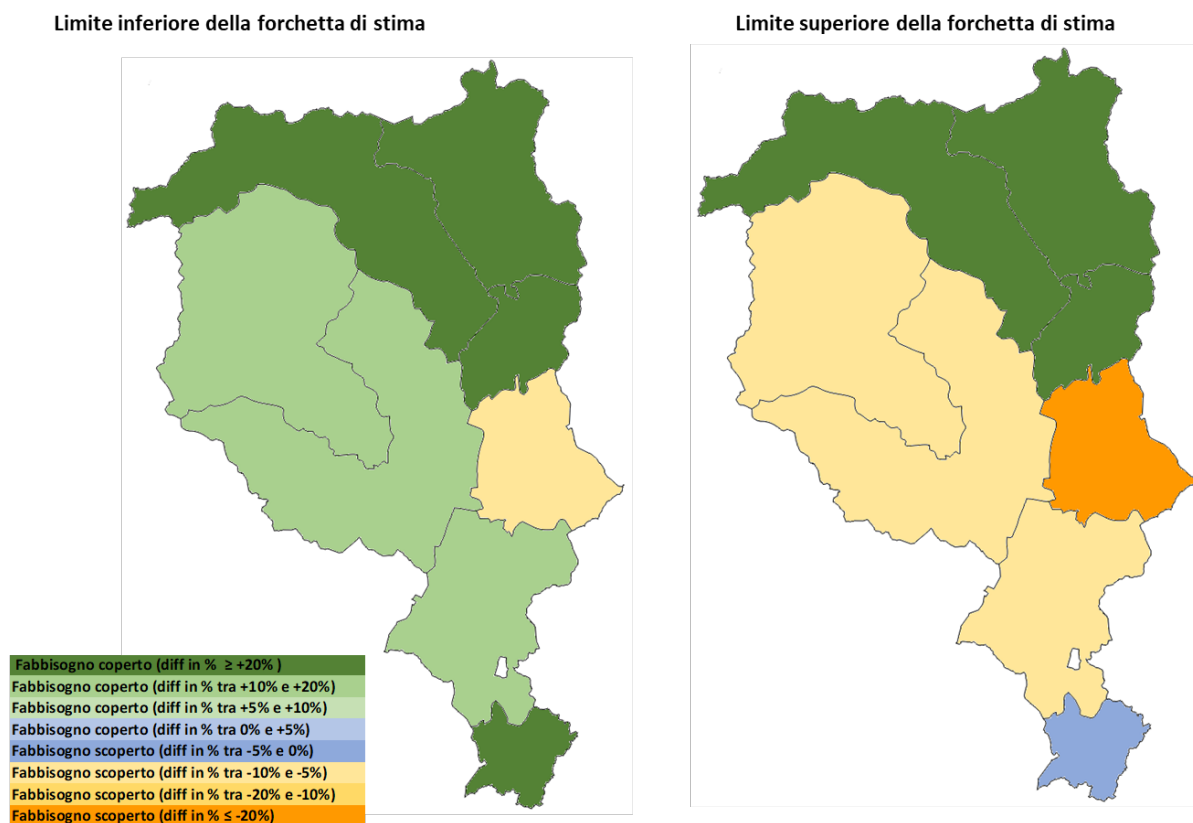 Limite inferiore della forchetta di stima
Limite superiore della forchetta di stima
Fabbisogno coperto (diff in %  ≥ +20% )
Fabbisogno coperto (diff in % tra +10% e +20%)
Fabbisogno coperto (diff in % tra +5% e +10%)
Fabbisogno coperto (diff in % tra 0% e +5%)
Fabbisogno scoperto (diff in % tra -5% e 0%)
Fabbisogno scoperto (diff in % tra -10% e -5%)
Fabbisogno scoperto (diff in % tra -20% e -10%)
Fabbisogno scoperto (diff in % ≤ -20%)